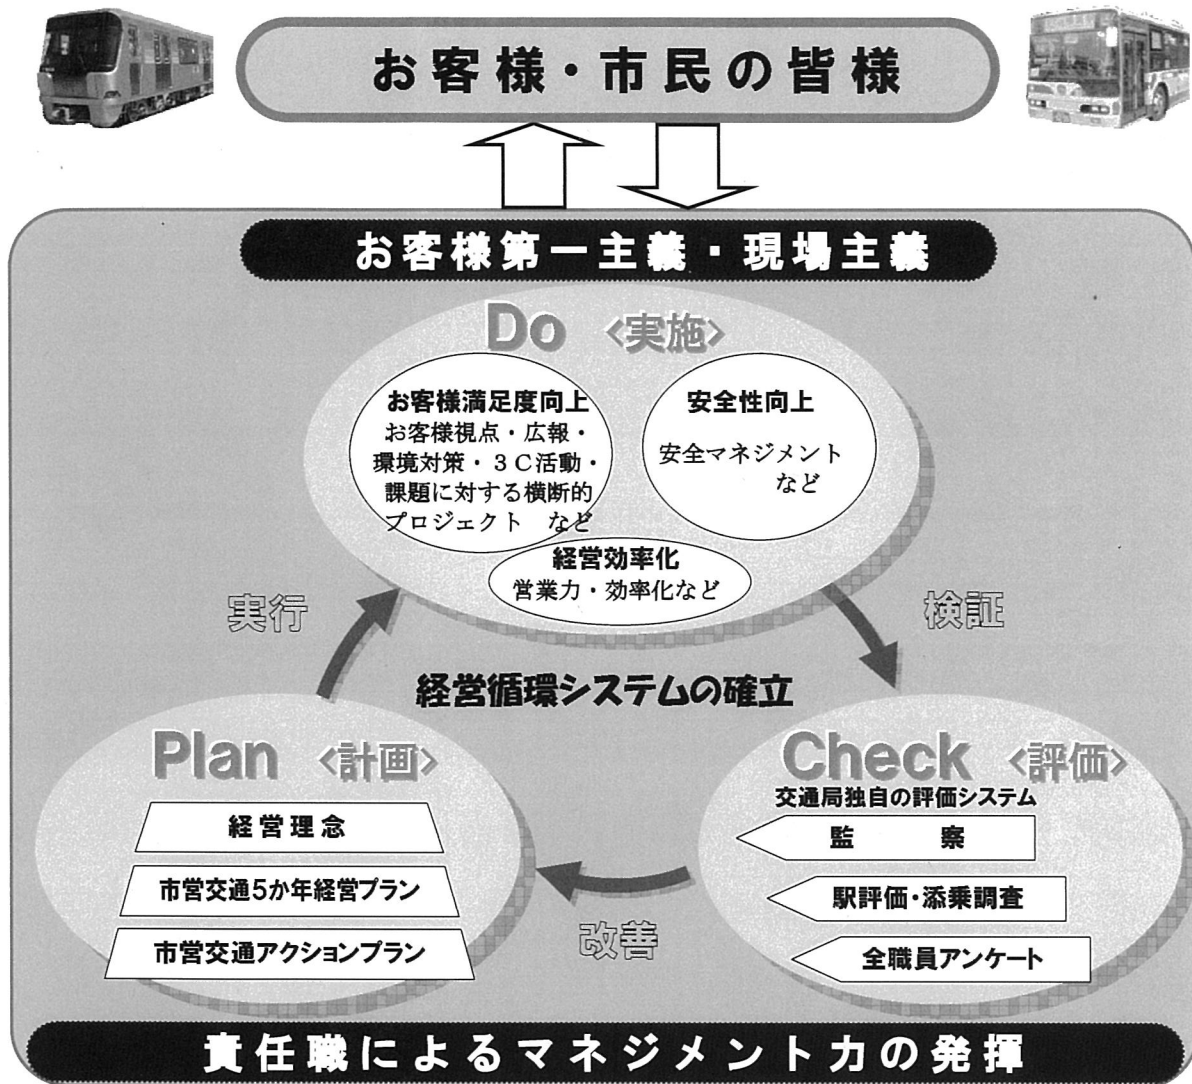 お客様・市民の皆様
お客様第一主義・現場主義
Do <実施>
お客様満足度向上
お客様視点・広報・
環境対策・3C活動・
課題に対する横断的
プロジェクト など
安全性向上
安全マネジメント
など
経営効率化
営業力・効率化など
実行
検証
経営循環システムの確立
Plan <計画>
経営理念
市営交通5か年経営プラン
市営交通アクションプラン
Check <評価>
交通局独自の評価システム
監 察
駅評価・添乗調査
全職員アンケート
改善
責任職によるマネジメント力の発揮